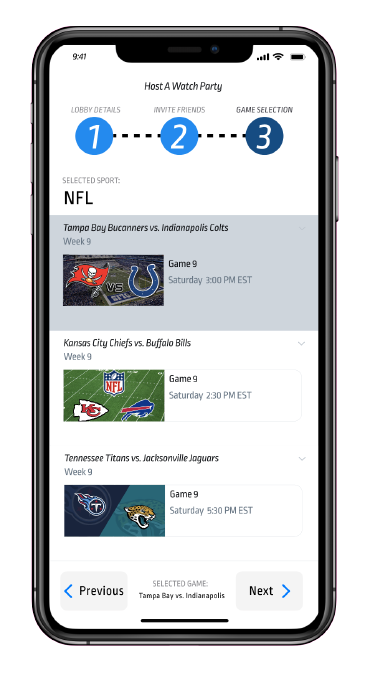 9:41
Host A Watch Party
LOBBY DETAILS INVITE FRIENDS GAME SELECTION
1 2 3
SELECTED SPORT:
NFL
Tampa Bay Bucanners vs. Indianapolis Colts
Week 9
VS
Game 9
Saturday 3:00 PM EST
Kansas City Chiefs vs. Buffalo Bills
Week 9
NFL
KC
Game 9
Saturday 2:30 PM EST
Tennessee Titans vs. Jacksonville Jaguars
Week 9
T
Game 9
Saturday 5:30 PM EST
Previous
SELECTED GAME:
Tampa Bay vs. Indianapolis
Next